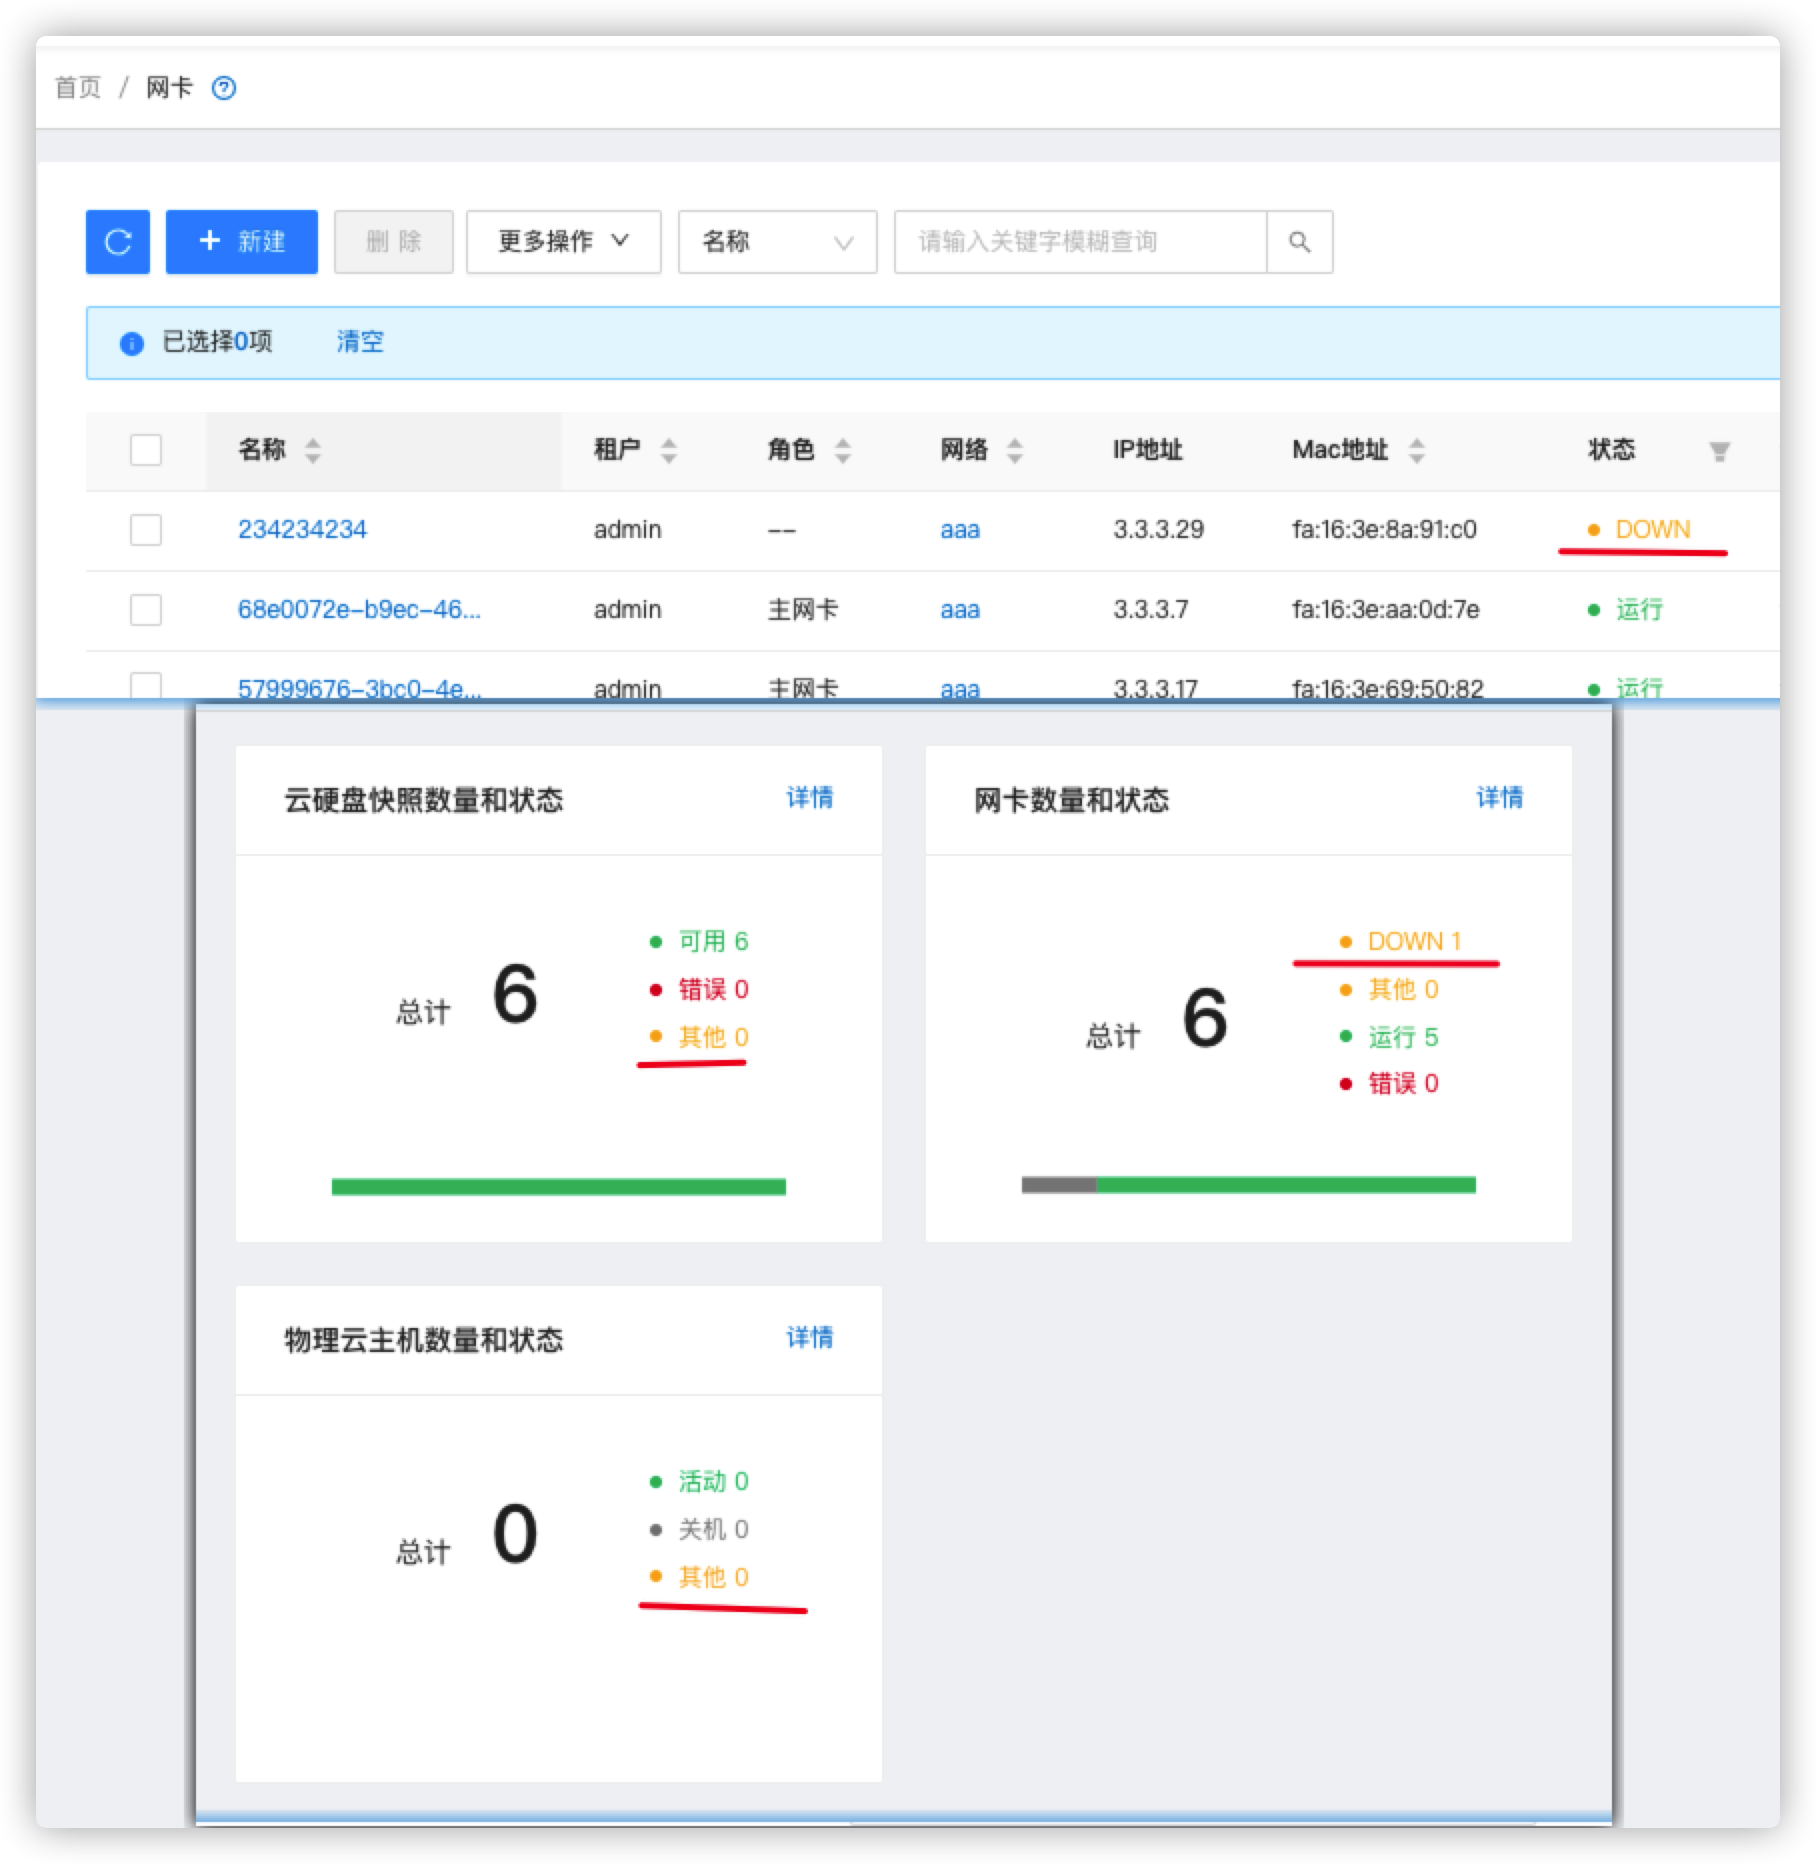 首页 / 网卡
新建 删 除 更多操作 名称 请输入关键字模糊查询
已选择0项 清空
名称 租户 角色 网络 IP地址 Mac地址 状态
234234234 admin -- aaa 3.3.3.29 fa:16:3e:8a:91:c0 DOWN
68e0072e-b9ec-46... admin 主网卡 aaa 3.3.3.7 fa:16:3e:aa:0d:7e 运行
57999676-3bc0-4e... admin 主网卡 aaa 3.3.3.17 fa:16:3e:69:50:82 运行
云硬盘快照数量和状态 详情
总计 6
可用 6
错误 0
其他 0
网卡数量和状态 详情
总计 6
DOWN 1
其他 0
运行 5
错误 0
物理云主机数量和状态 详情
总计 0
活动 0
关机 0
其他 0